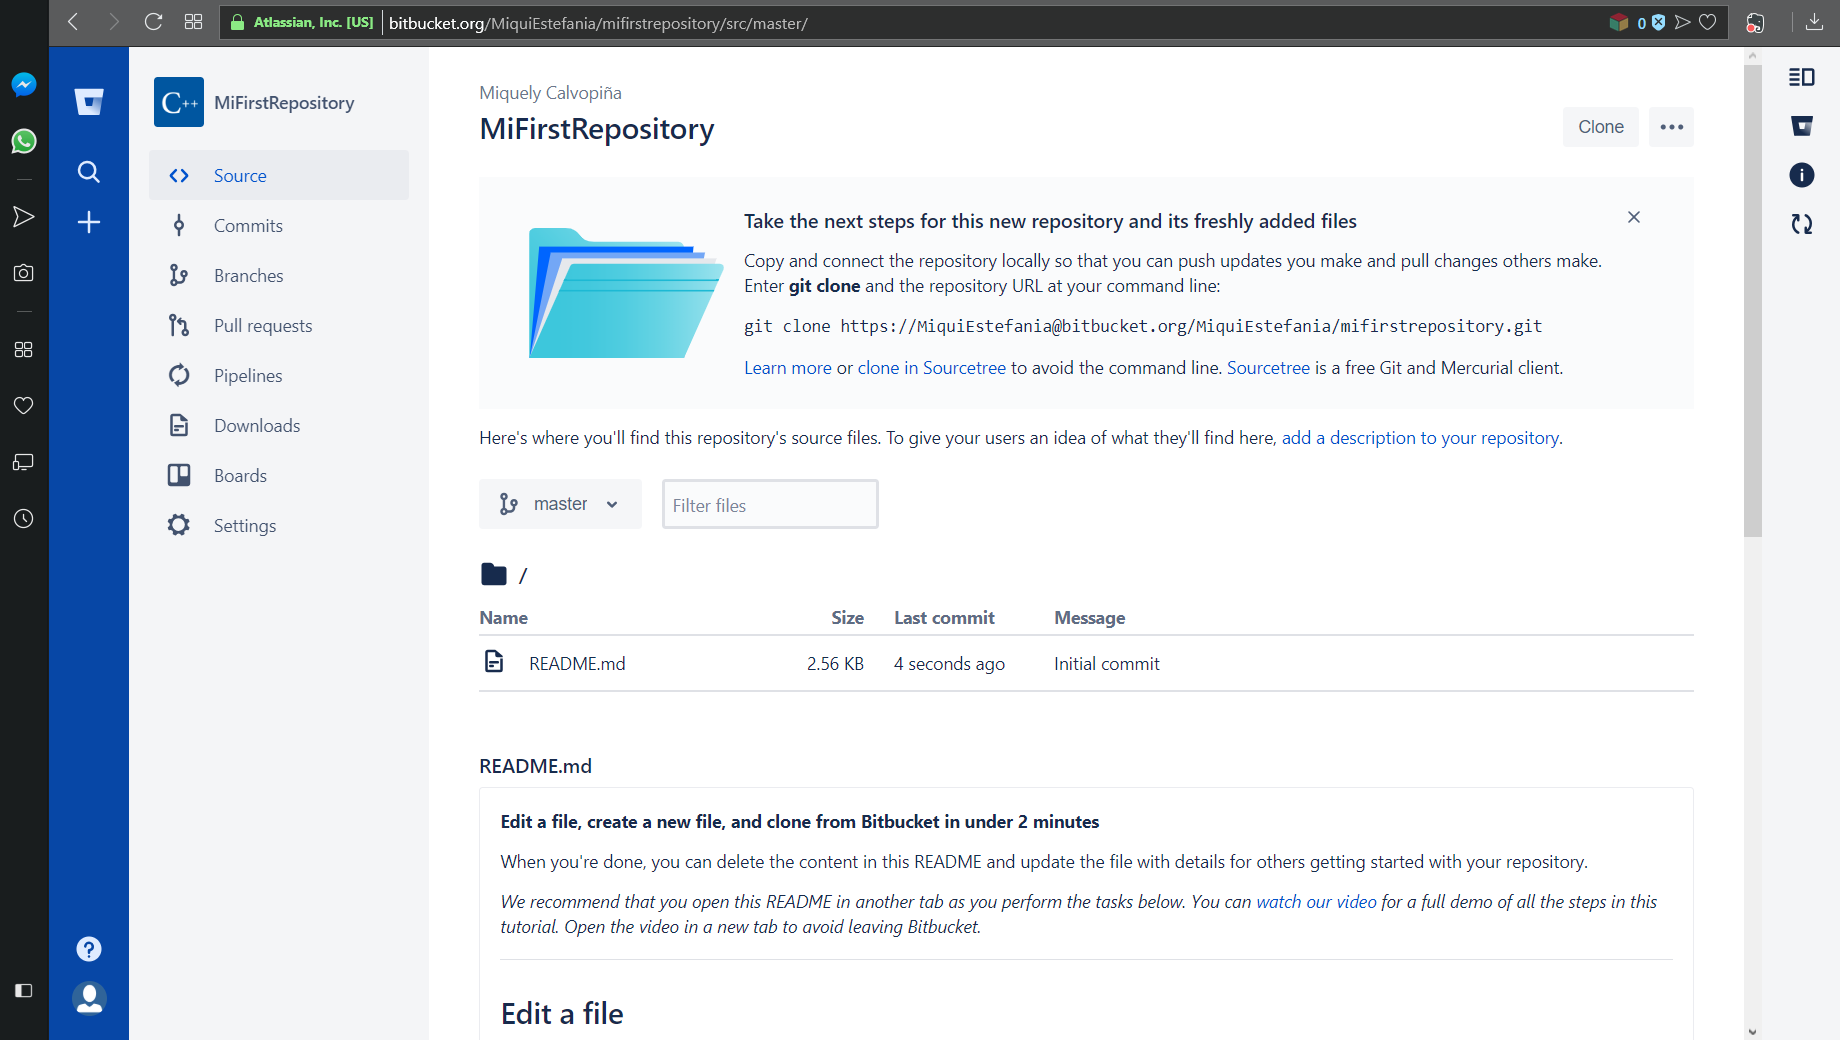 Atlassian, Inc. [US]
bitbucket.org/MiquiEstefania/mifirstrepository/src/master/
0
C++
MiFirstRepository
Source
Commits
Branches
Pull requests
Pipelines
Downloads
Boards
Settings
Miquely Calvopiña
MiFirstRepository
Clone
Take the next steps for this new repository and its freshly added files
Copy and connect the repository locally so that you can push updates you make and pull changes others make.
Enter git clone and the repository URL at your command line:
git clone https://MiquiEstefania@bitbucket.org/MiquiEstefania/mifirstrepository.git
Learn more or clone in Sourcetree to avoid the command line. Sourcetree is a free Git and Mercurial client.
Here's where you'll find this repository's source files. To give your users an idea of what they'll find here, add a description to your repository.
master
Filter files
/
Name Size Last commit Message
README.md 2.56 KB 4 seconds ago Initial commit
README.md
Edit a file, create a new file, and clone from Bitbucket in under 2 minutes
When you're done, you can delete the content in this README and update the file with details for others getting started with your repository.
We recommend that you open this README in another tab as you perform the tasks below. You can watch our video for a full demo of all the steps in this
tutorial. Open the video in a new tab to avoid leaving Bitbucket.
Edit a file